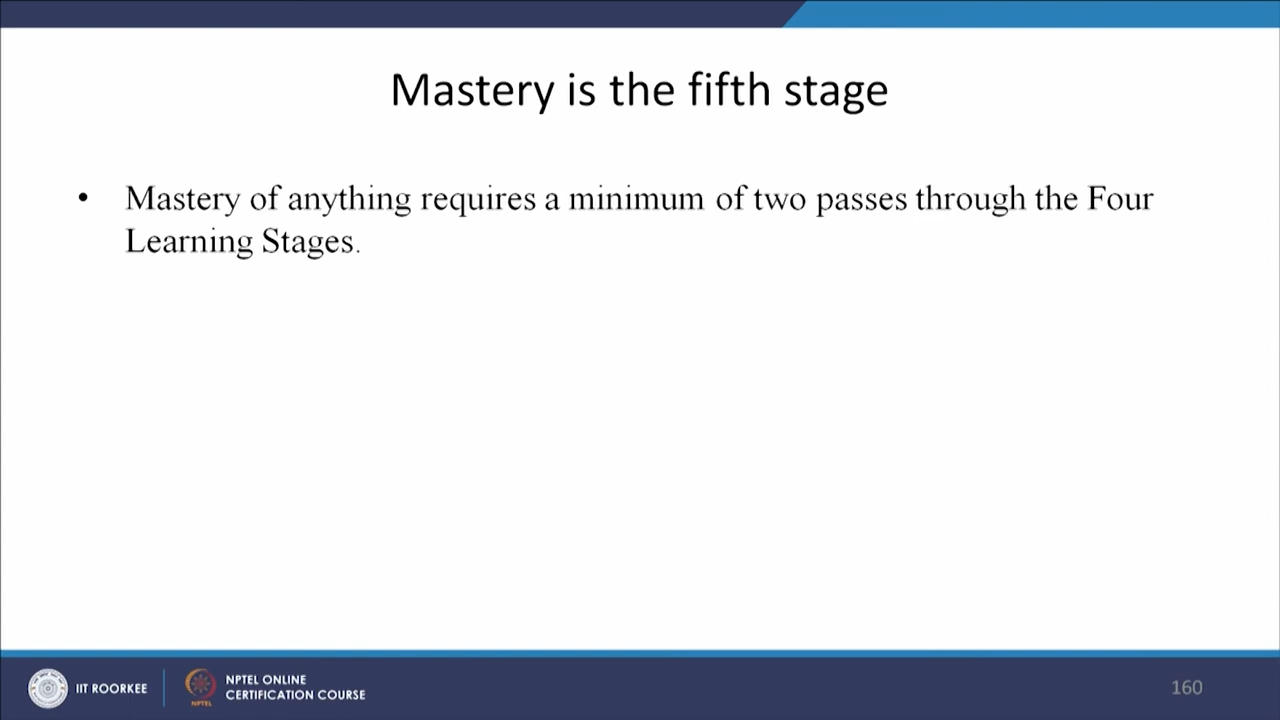 Mastery is the fifth stage
• Mastery of anything requires a minimum of two passes through the Four
Learning Stages.
IIT ROORKEE
NPTEL
NPTEL ONLINE
CERTIFICATION COURSE
160